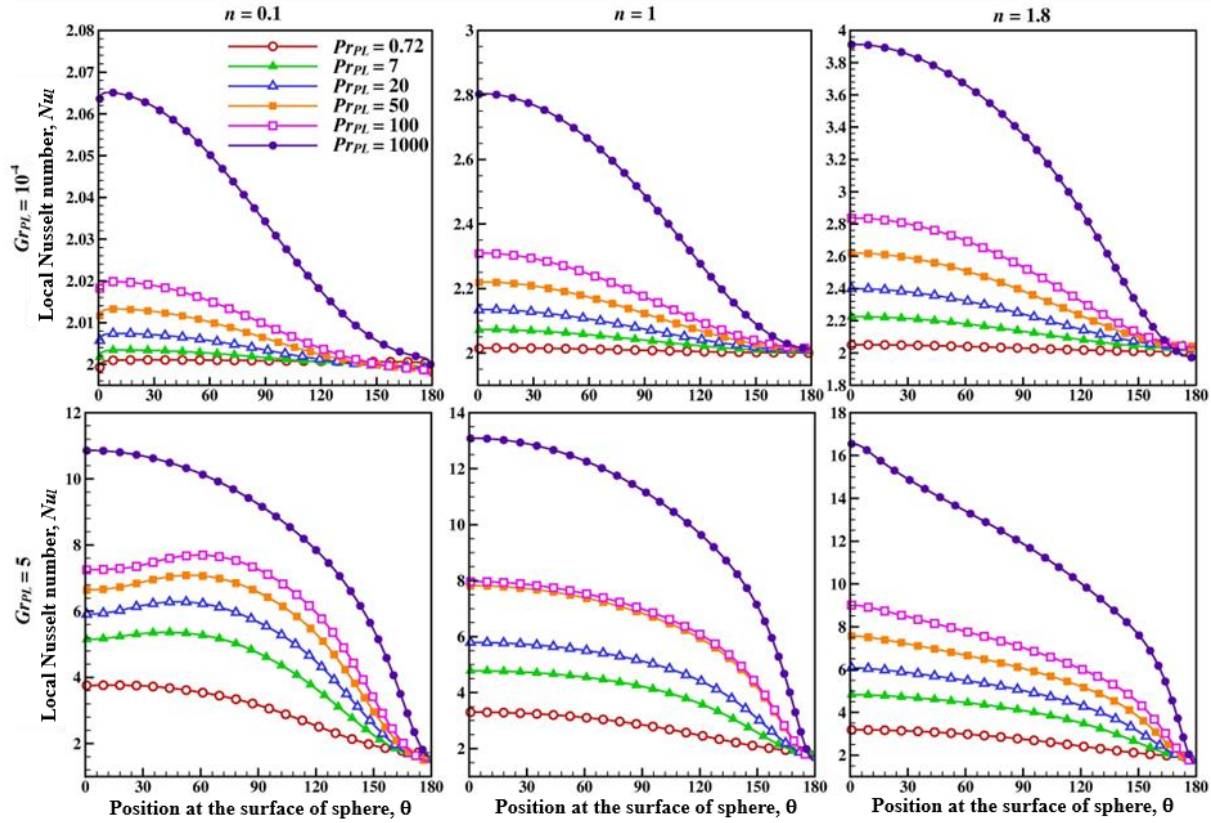 n = 0.1
n = 1
n = 1.8
Gr_PL = 10^-4
Local Nusselt number, Nu_l
2.08
2.07
2.06
2.05
2.04
2.03
2.02
2.01
2
0 30 60 90 120 150 180
Pr_PL = 0.72
Pr_PL = 7
Pr_PL = 20
Pr_PL = 50
Pr_PL = 100
Pr_PL = 1000
3
2.8
2.6
2.4
2.2
2
0 30 60 90 120 150 180
4
3.8
3.6
3.4
3.2
3
2.8
2.6
2.4
2.2
2
1.8
0 30 60 90 120 150 180
Gr_PL = 5
Local Nusselt number, Nu_l
12
10
8
6
4
2
0 30 60 90 120 150 180
Position at the surface of sphere, θ
14
12
10
8
6
4
2
0 30 60 90 120 150 180
Position at the surface of sphere, θ
18
16
14
12
10
8
6
4
2
0 30 60 90 120 150 180
Position at the surface of sphere, θ